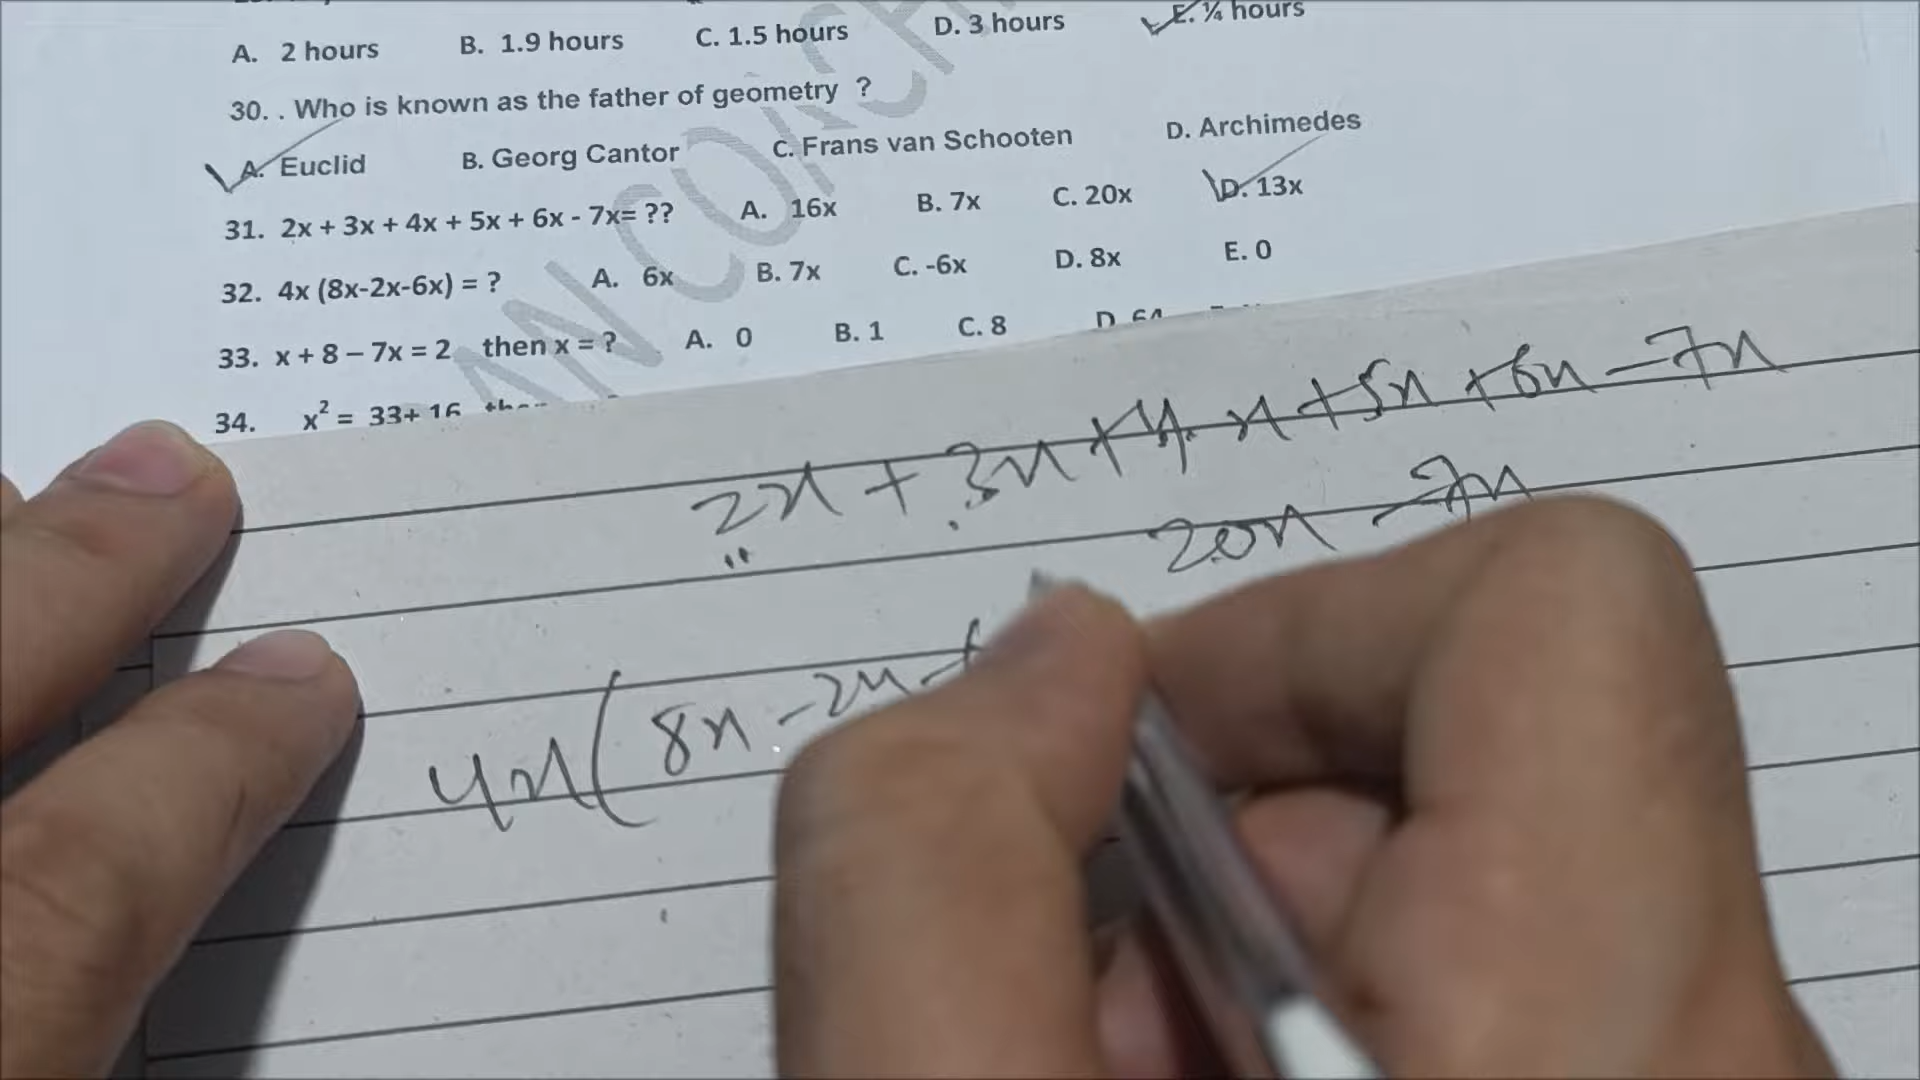 A. 2 hours B. 1.9 hours C. 1.5 hours D. 3 hours E. ¼ hours
30. . Who is known as the father of geometry ?
A. Euclid B. Georg Cantor C. Frans van Schooten D. Archimedes
31. 2x + 3x + 4x + 5x + 6x - 7x= ?? A. 16x B. 7x C. 20x D. 13x
32. 4x (8x-2x-6x) = ? A. 6x B. 7x C. -6x D. 8x E. 0
33. x + 8 – 7x = 2 then x = ? A. 0 B. 1 C. 8 D. 64
34. x² = 33+ 16
2x + 3x + 4x + 5x + 6x - 7x
20x - 7x
4x( 8x - 2x -